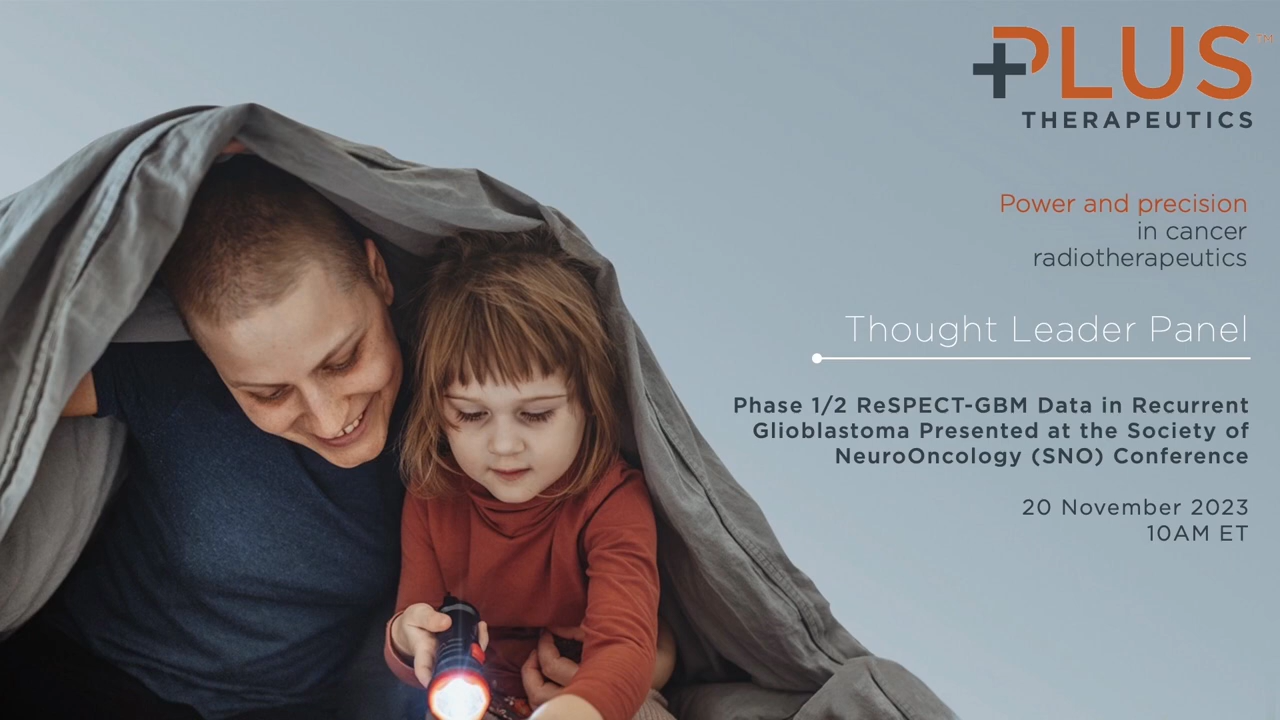 PLUS™
THERAPEUTICS
Power and precision
in cancer
radiotherapeutics
Thought Leader Panel
Phase 1/2 ReSPECT-GBM Data in Recurrent
Glioblastoma Presented at the Society of
NeuroOncology (SNO) Conference
20 November 2023
10AM ET